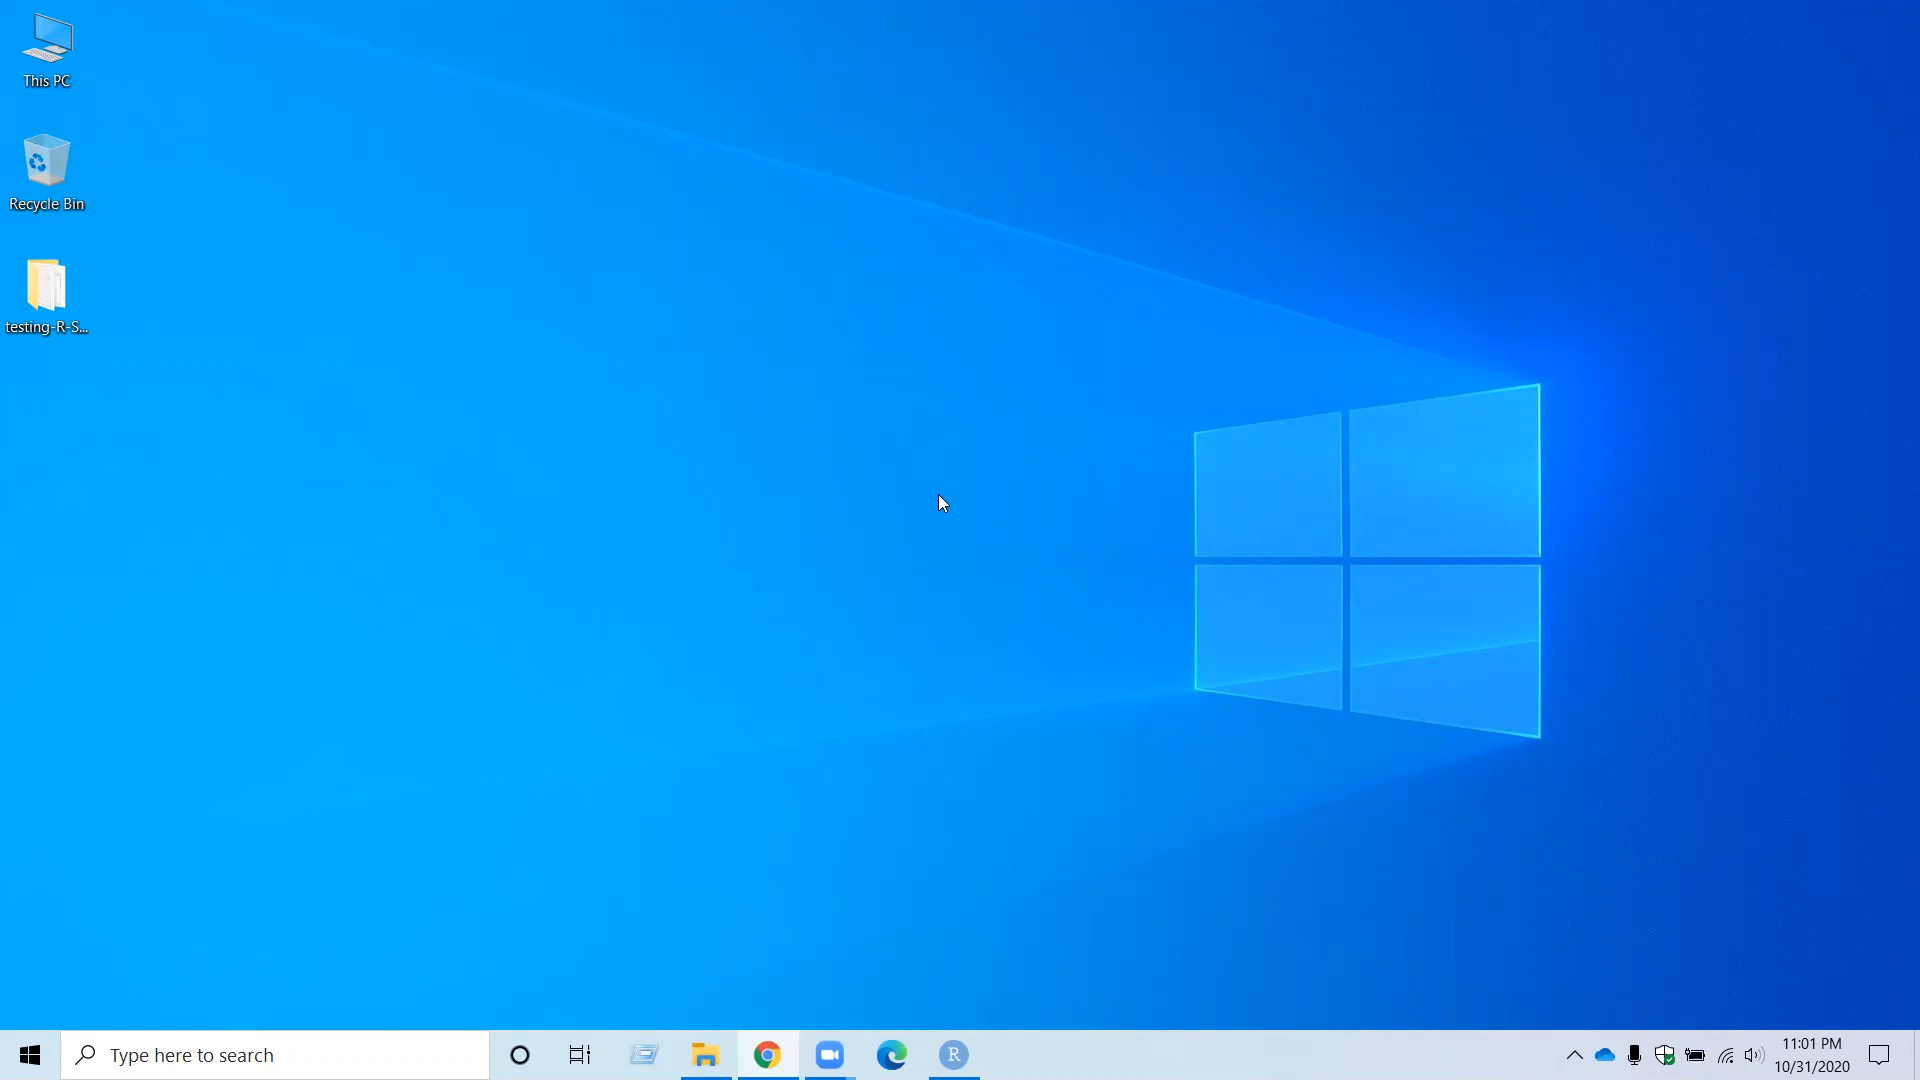 This PC
Recycle Bin
testing-R-S...
Type here to search
R
11:01 PM
10/31/2020